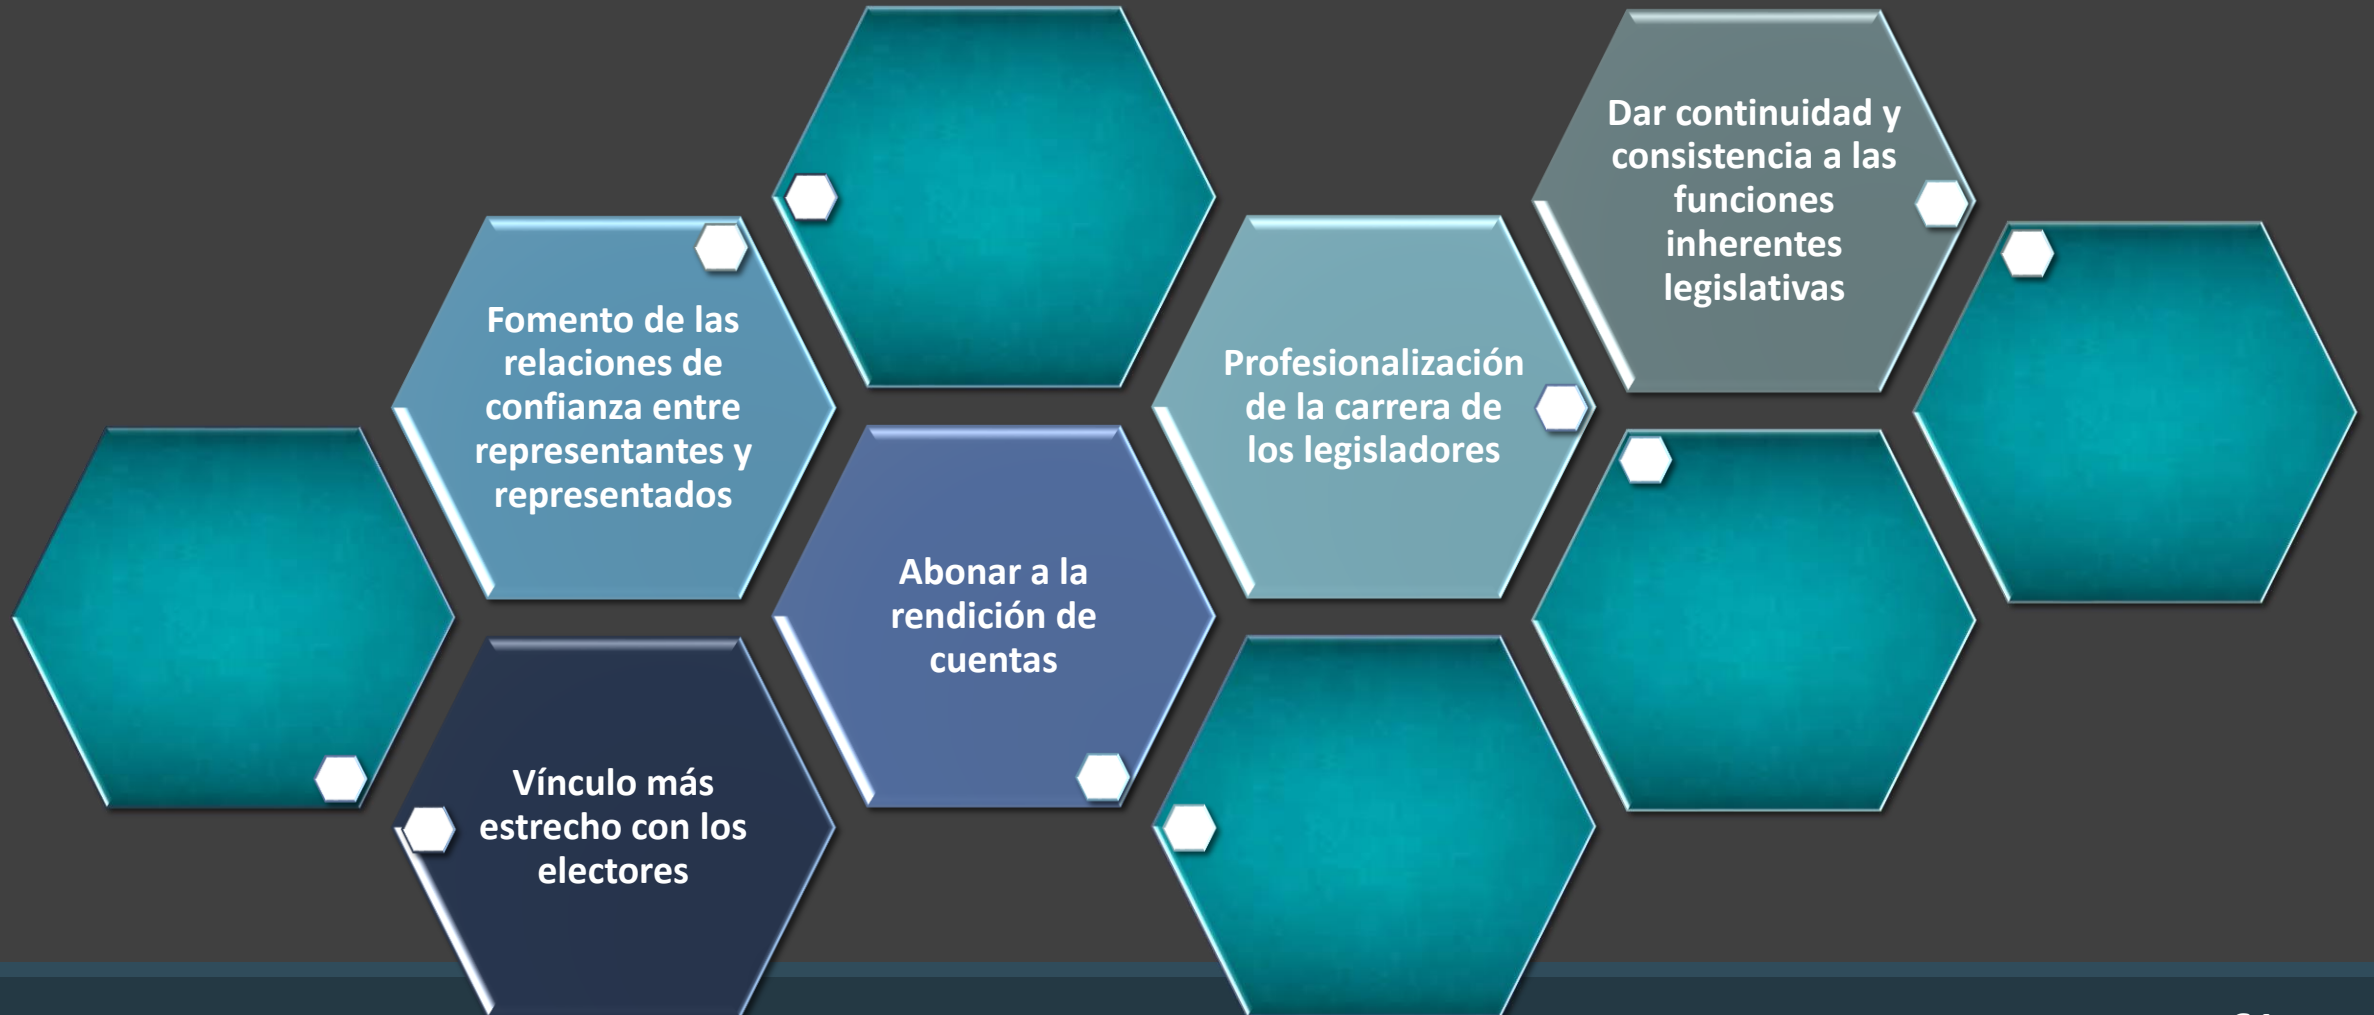 Fomento de las
relaciones de
confianza entre
representantes y
representados
Vínculo más
estrecho con los
electores
Abonar a la
rendición de
cuentas
Profesionalización
de la carrera de
los legisladores
Dar continuidad y
consistencia a las
funciones
inherentes
legislativas